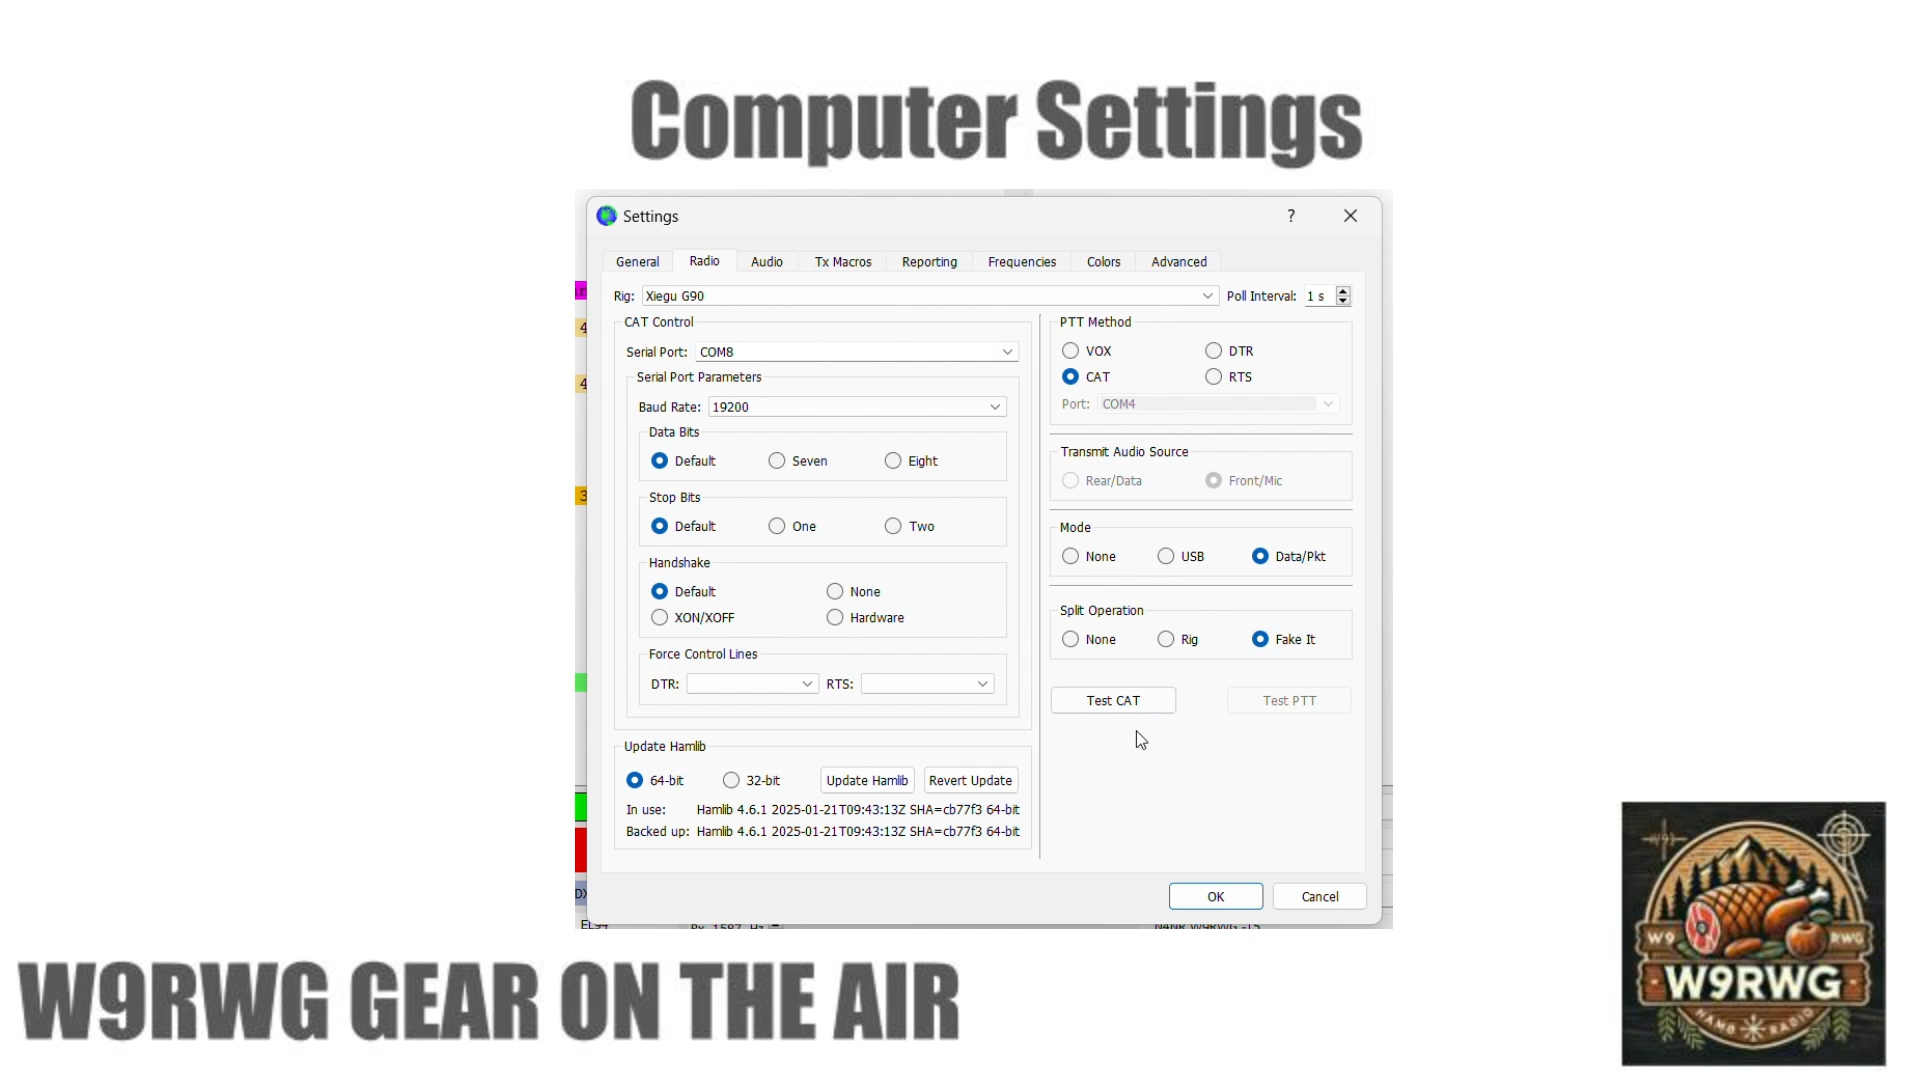 Computer Settings
Settings
?
General Radio Audio Tx Macros Reporting Frequencies Colors Advanced
Rig: Xiegu G90 Poll Interval: 1 s
CAT Control
Serial Port: COM8
Serial Port Parameters
Baud Rate: 19200
Data Bits
Default Seven Eight
Stop Bits
Default One Two
Handshake
Default None
XON/XOFF Hardware
Force Control Lines
DTR: RTS:
Update Hamlib
64-bit 32-bit Update Hamlib Revert Update
In use: Hamlib 4.6.1 2025-01-21T09:43:13Z SHA=cb77f3 64-bit
Backed up: Hamlib 4.6.1 2025-01-21T09:43:13Z SHA=cb77f3 64-bit
PTT Method
VOX DTR
CAT RTS
Port: COM4
Transmit Audio Source
Rear/Data Front/Mic
Mode
None USB Data/Pkt
Split Operation
None Rig Fake It
Test CAT Test PTT
OK Cancel
4
4
3
W9RWG GEAR ON THE AIR
W9 RWG
W9RWG
HAMO RADIO